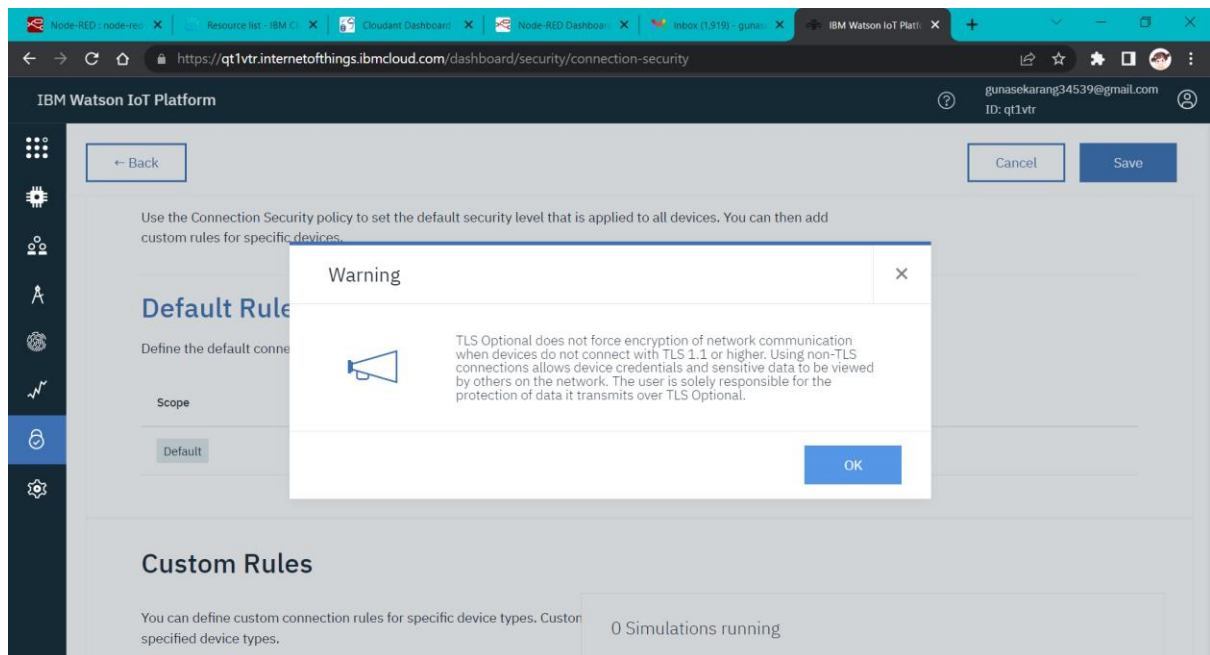 Node-RED : node-red
Resource list - IBM Cl
Cloudant Dashboard
Node-RED Dashboar
Inbox (1,919) - gunas
IBM Watson IoT Platfo
https://qt1vtr.internetofthings.ibmcloud.com/dashboard/security/connection-security
IBM Watson IoT Platform
gunasekarang34539@gmail.com
ID: qt1vtr
← Back
Cancel
Save
Use the Connection Security policy to set the default security level that is applied to all devices. You can then add
custom rules for specific devices.
Warning
Default Rule
Define the default conne
TLS Optional does not force encryption of network communication
when devices do not connect with TLS 1.1 or higher. Using non-TLS
connections allows device credentials and sensitive data to be viewed
by others on the network. The user is solely responsible for the
protection of data it transmits over TLS Optional.
Scope
Default
OK
Custom Rules
You can define custom connection rules for specific device types. Custon
specified device types.
0 Simulations running